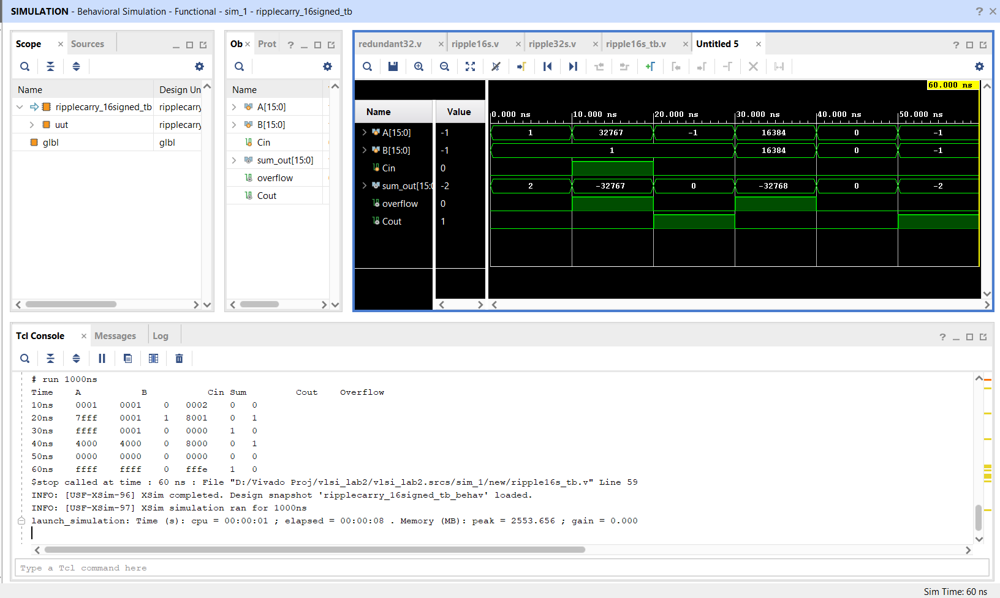 SIMULATION - Behavioral Simulation - Functional - sim_1 - ripplecarry_16signed_tb
Scope
Sources
Name
Design Un
ripplecarry_16signed_tb
ripplecarry
uut
ripplecarry
glbl
glbl
Ob
Prot
Name
A[15:0]
B[15:0]
Cin
sum_out[15:0]
overflow
Cout
redundant32.v
ripple16s.v
ripple32s.v
ripple16s_tb.v
Untitled 5
60.000 ns
Name
Value
0.000 ns
10.000 ns
20.000 ns
30.000 ns
40.000 ns
50.000 ns
A[15:0]
-1
1
32767
-1
16384
0
-1
B[15:0]
-1
1
16384
0
-1
Cin
0
sum_out[15:0
-2
2
-32767
0
-32768
0
-2
overflow
0
Cout
1
Tcl Console
Messages
Log
# run 1000ns
Time A B Cin Sum Cout Overflow
10ns 0001 0001 0 0002 0 0
20ns 7fff 0001 1 8001 0 1
30ns ffff 0001 0 0000 1 0
40ns 4000 4000 0 8000 0 1
50ns 0000 0000 0 0000 0 0
60ns ffff ffff 0 fffe 1 0
$stop called at time : 60 ns : File "D:/Vivado Proj/vlsi_lab2/vlsi_lab2.srcs/sim_1/new/ripple16s_tb.v" Line 59
INFO: [USF-XSim-96] XSim completed. Design snapshot 'ripplecarry_16signed_tb_behav' loaded.
INFO: [USF-XSim-97] XSim simulation ran for 1000ns
launch_simulation: Time (s): cpu = 00:00:01 ; elapsed = 00:00:08 . Memory (MB): peak = 2553.656 ; gain = 0.000
Type a Tcl command here
Sim Time: 60 ns